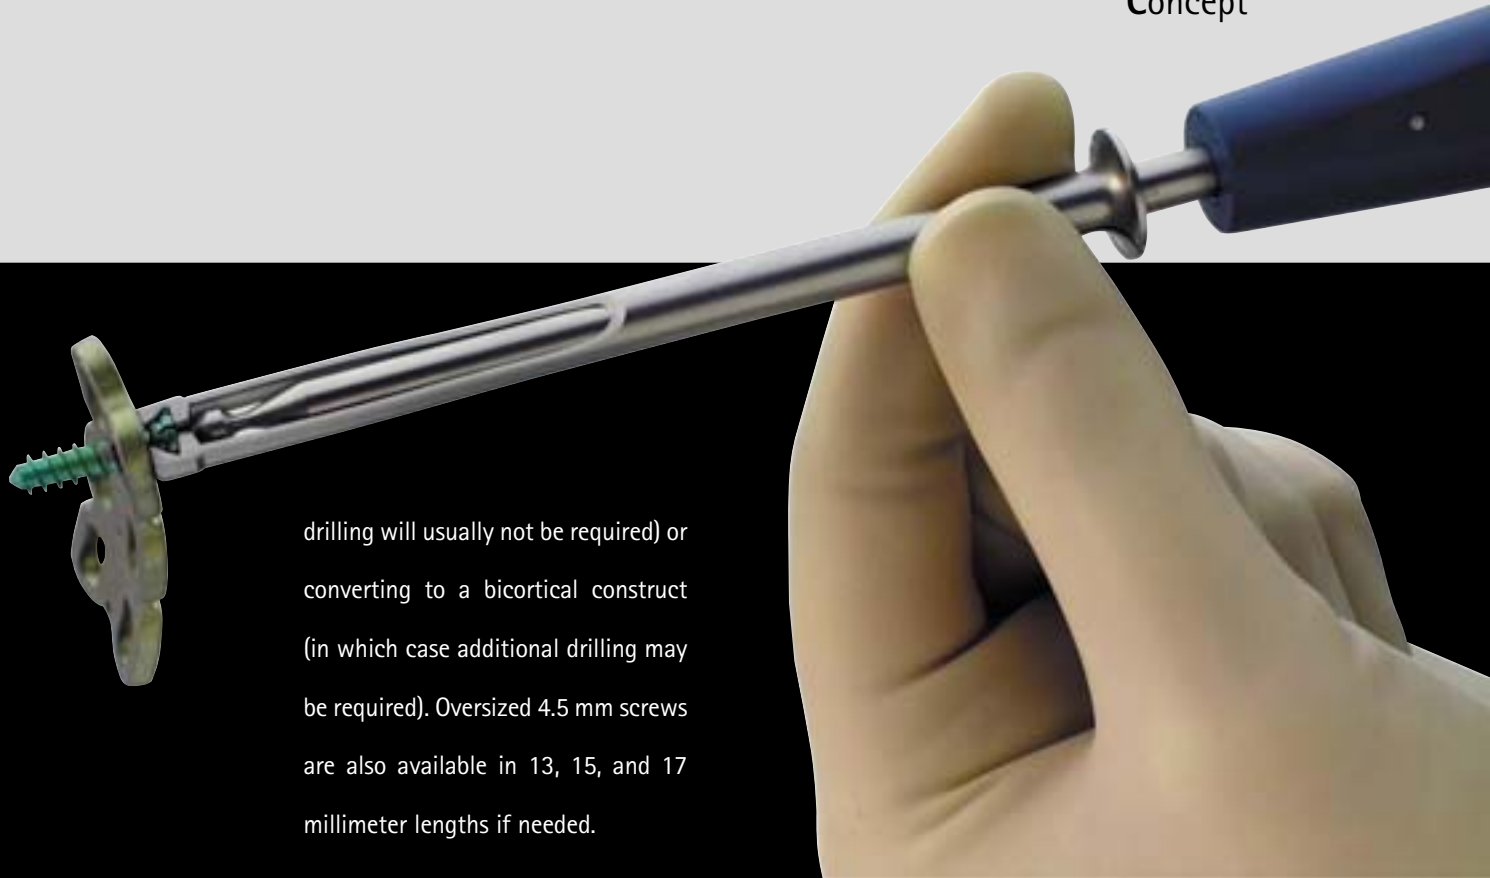 Concept
drilling will usually not be required) or
converting to a bicortical construct
(in which case additional drilling may
be required). Oversized 4.5 mm screws
are also available in 13, 15, and 17
millimeter lengths if needed.